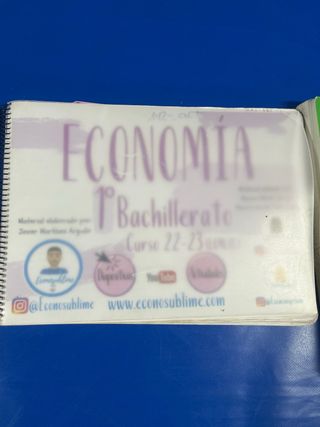 ECONOMÍA
1º Bachillerato
Curso 22-23
Material elaborado por:
Javier Martínez Argudo
Econosublime
Diapositivas
YouTube
Actividades
@Econosublime
www.econosublime.com